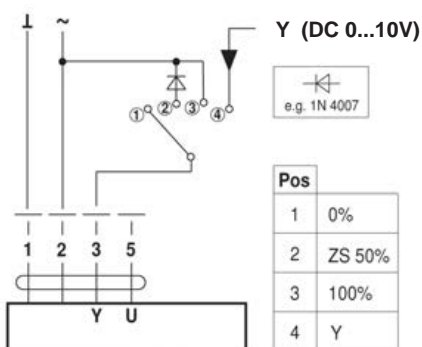 ⊥ ~
Y (DC 0...10V)
① ② ③ ④
e.g. 1N 4007
Pos
1 0%
2 ZS 50%
3 100%
4 Y
1 2 3 5
Y U